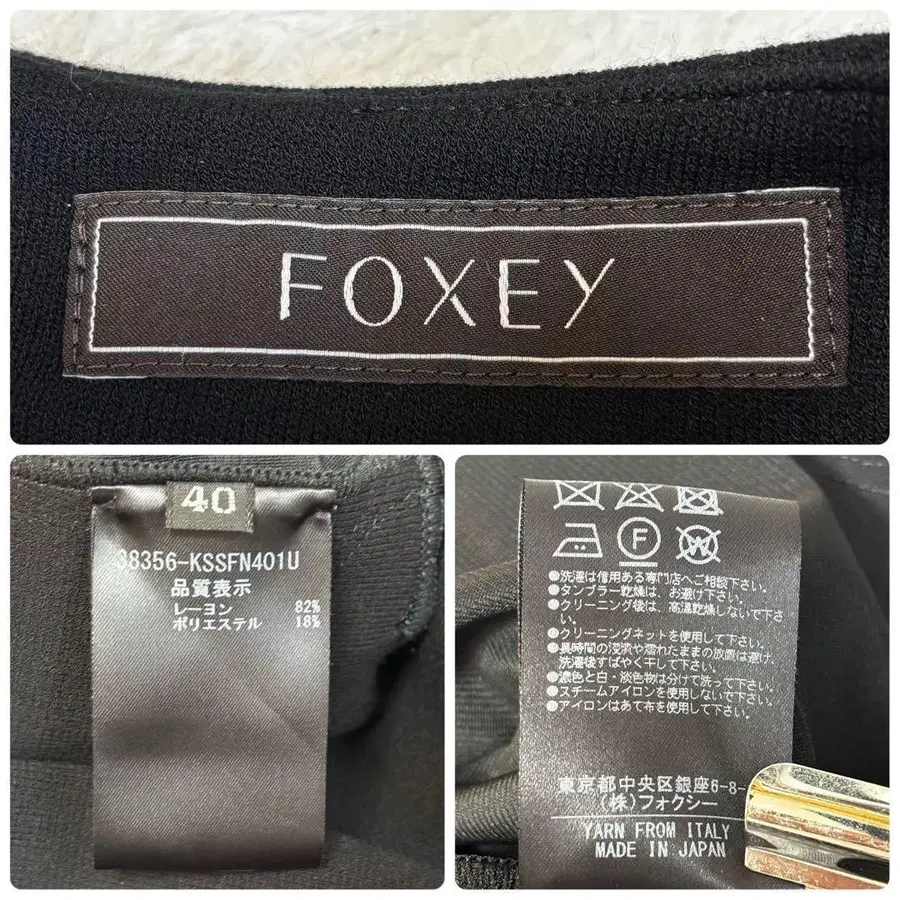 FOXEY
40
38356-KSSFN401U
品質表示
レーヨン 82%
ポリエステル 18%
F
W
●洗濯は信用ある専門店へご相談下さい。
●タンブラー乾燥は、お避け下さい。
●クリーニング後は、高温乾燥しないで下さ
い。
●クリーニングネットを使用して下さい。
●長時間の浸漬や濡れたままの放置は避け、
洗濯後すばやく干して下さい。
●濃色と白・淡色物は分けて洗って下さい。
●スチームアイロンを使用しないで下さい。
●アイロンはあて布を使用して下さい。
東京都中央区銀座6-8-
(株)フォクシー
YARN FROM ITALY
MADE IN JAPAN